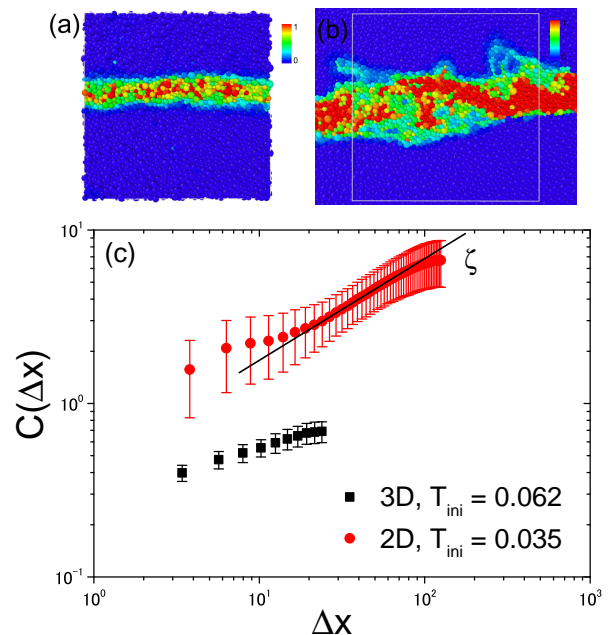 (a)
1
0
(b)
1
0
(c)
ζ
C(Δx)
10¹
10⁰
10⁻¹
3D, T_ini = 0.062
2D, T_ini = 0.035
10⁰ 10¹ 10² 10³
Δx